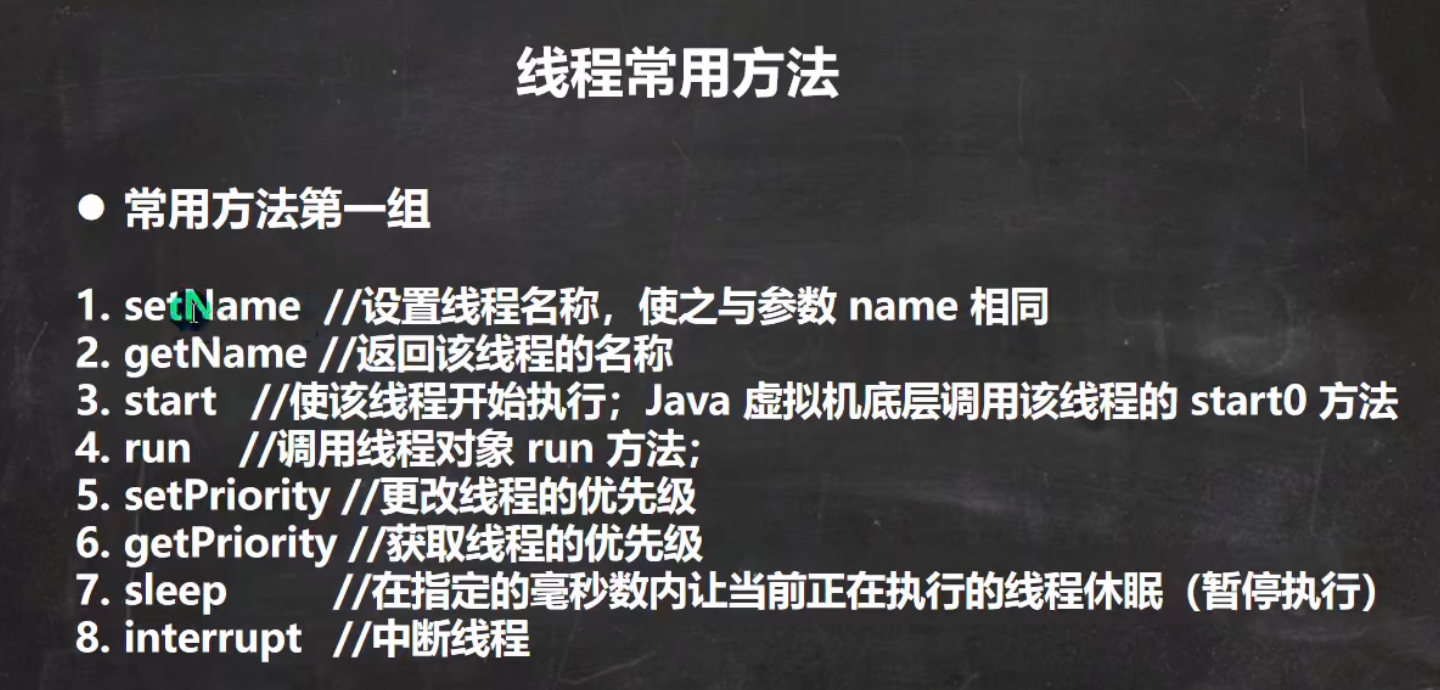 线程常用方法
● 常用方法第一组
1. setName //设置线程名称，使之与参数 name 相同
2. getName //返回该线程的名称
3. start //使该线程开始执行；Java 虚拟机底层调用该线程的 start0 方法
4. run //调用线程对象 run 方法；
5. setPriority //更改线程的优先级
6. getPriority //获取线程的优先级
7. sleep //在指定的毫秒数内让当前正在执行的线程休眠（暂停执行）
8. interrupt //中断线程